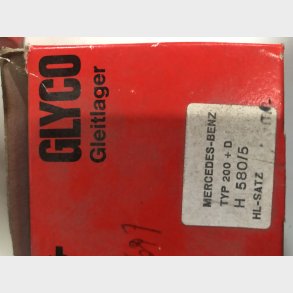 GLYCO
Gleitlager
MERCEDES-BENZ
TYP 200 + D
H 580/5
HL-SATZ